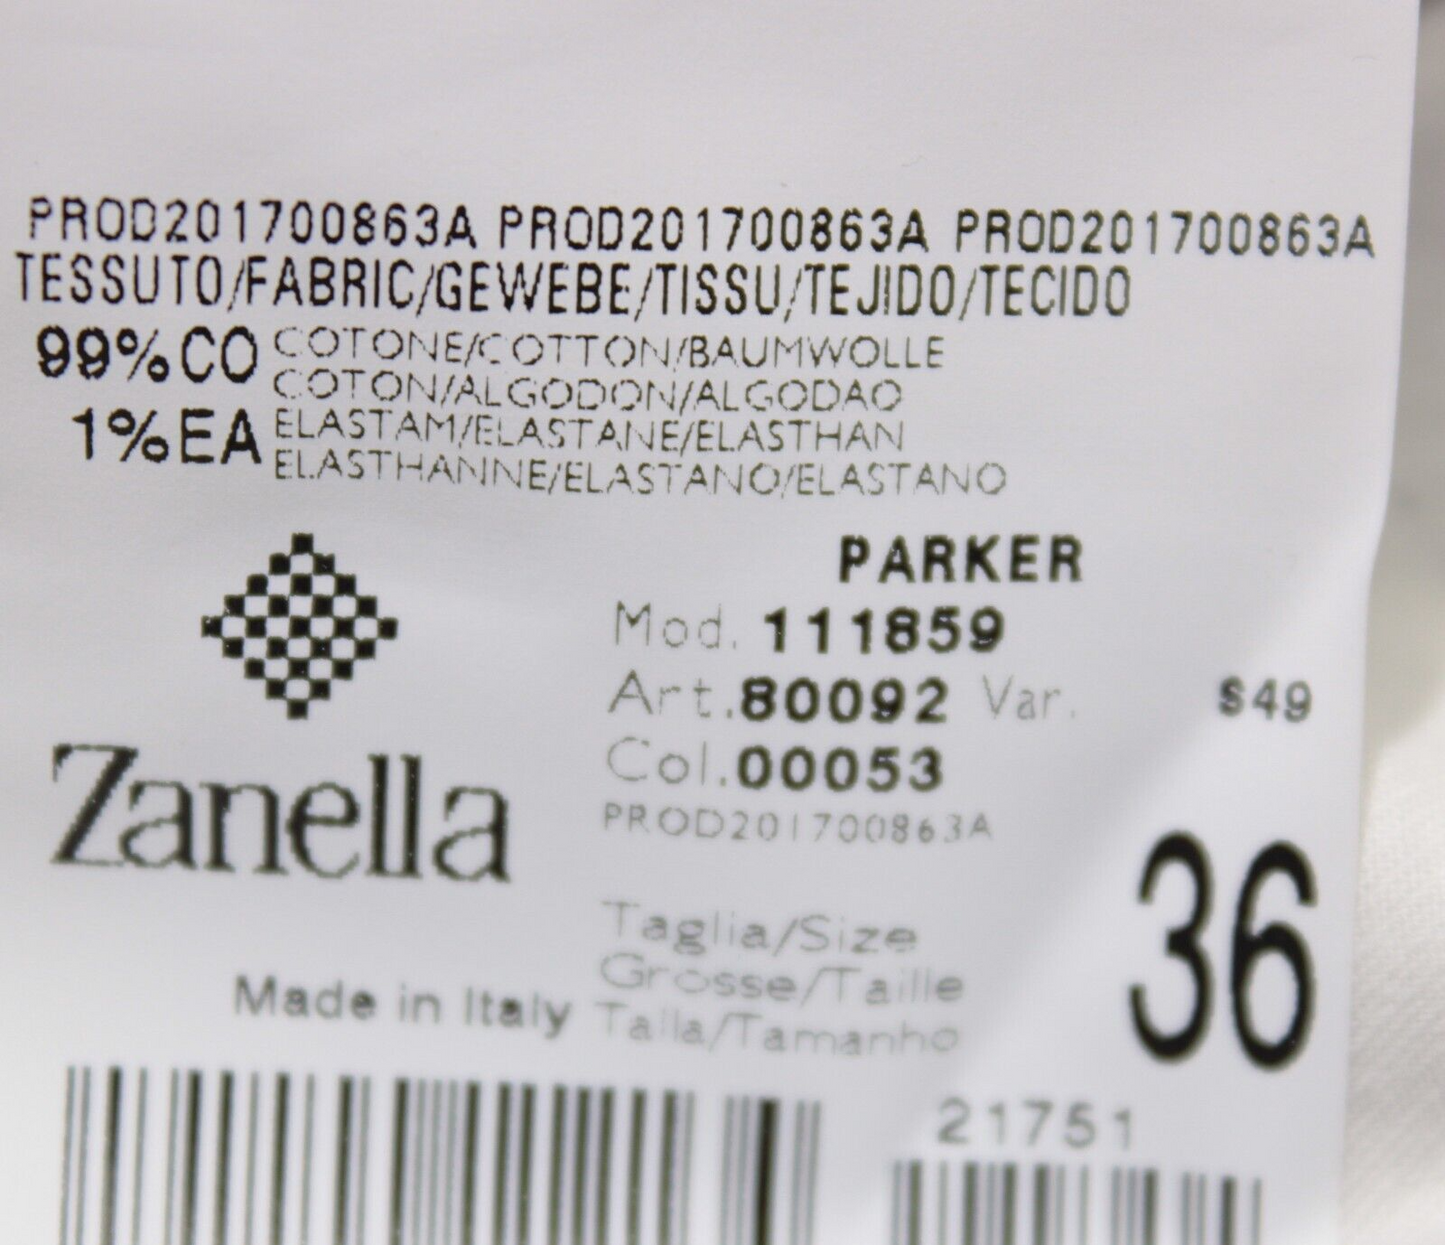 PROD201700863A PROD201700863A PROD201700863A
TESSUTO/FABRIC/GEWEBE/TISSU/TEJIDO/TECIDO
99%CO COTONE/COTTON/BAUMWOLLE
COTON/ALGODON/ALGODAO
1%EA ELASTAM/ELASTANE/ELASTHAN
ELASTHANNE/ELASTANO/ELASTANO
PARKER
Mod. 111859
Art.80092 Var. S49
Col.00053
PROD201700863A
Zanella
36
Taglia/Size
Grosse/Taille
Made in Italy Talla/Tamanho
21751